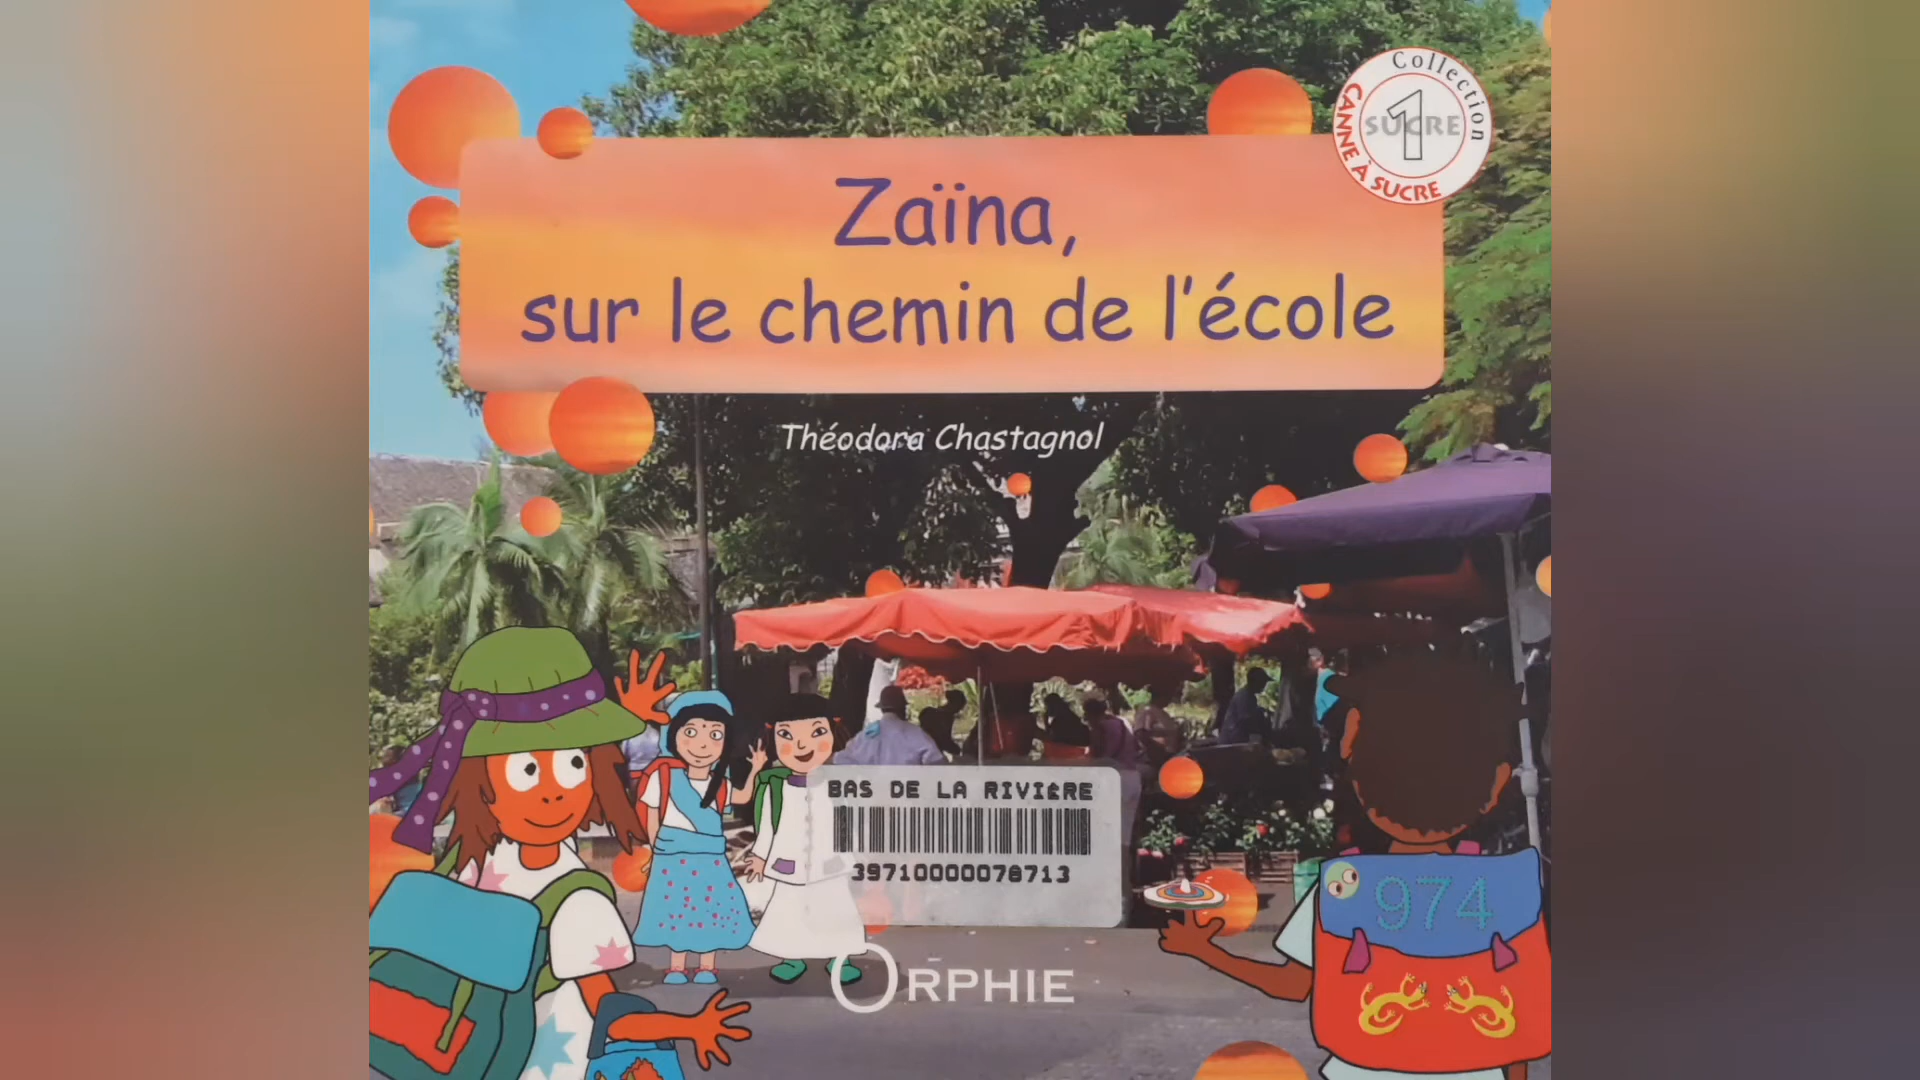 Collection
CANNE À SUCRE
SUCRE
1
Zaïna,
sur le chemin de l'école
Théodora Chastagnol
BAS DE LA RIVIÈRE
39710000078713
974
ORPHIE